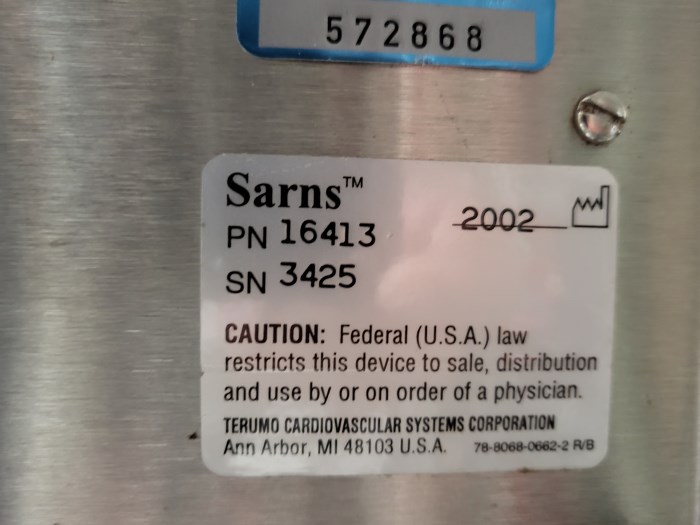 572868
Sarns™
PN 16413
2002
SN 3425
CAUTION: Federal (U.S.A.) law
restricts this device to sale, distribution
and use by or on order of a physician.
TERUMO CARDIOVASCULAR SYSTEMS CORPORATION
Ann Arbor, MI 48103 U.S.A. 78-8068-0662-2 R/B